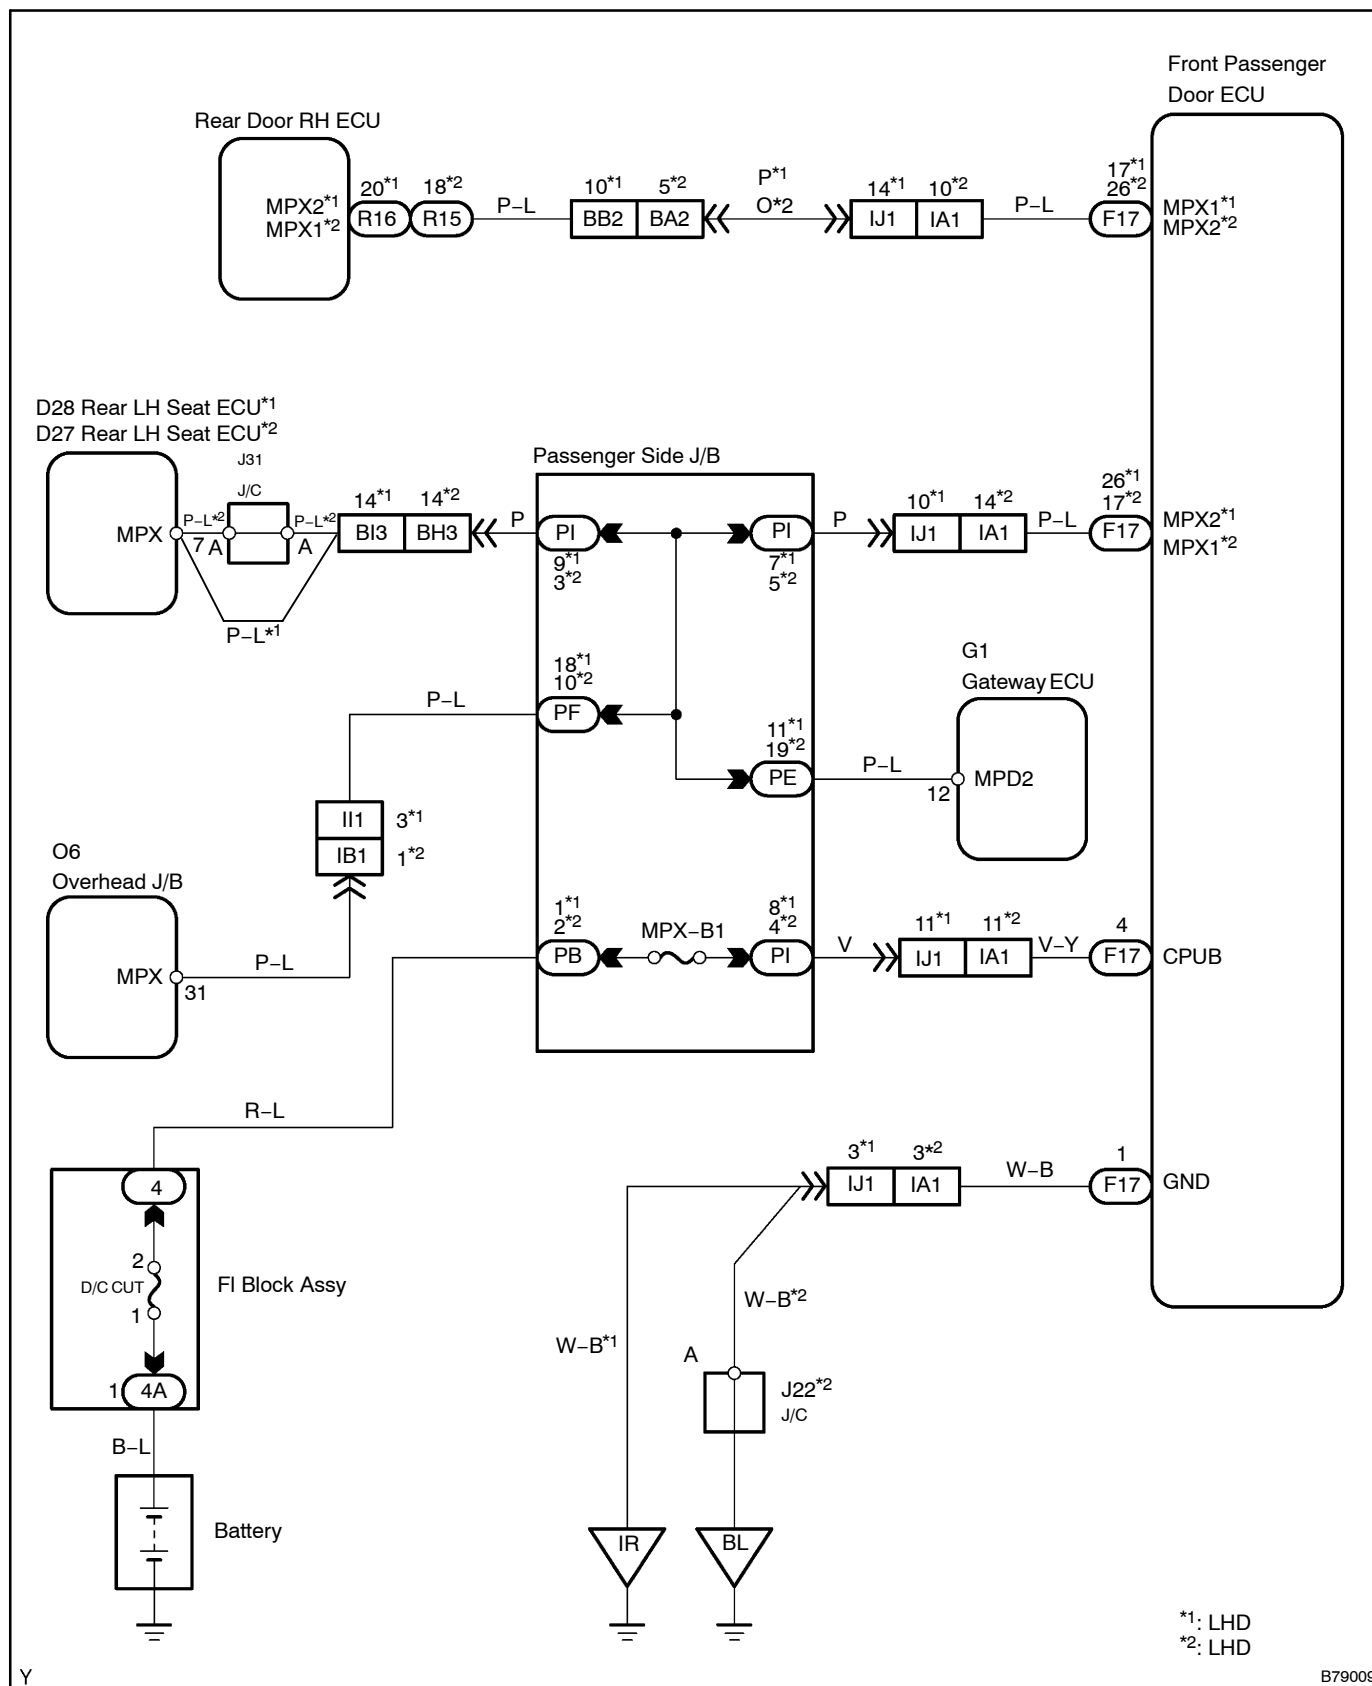 Front Passenger
Door ECU
Rear Door RH ECU
MPX2*1
MPX1*2
20*1
R16
18*2
R15
P-L
10*1
BB2
5*2
BA2
P*1
O*2
14*1
IJ1
10*2
IA1
P-L
17*1
26*2
F17
MPX1*1
MPX2*2
D28 Rear LH Seat ECU*1
D27 Rear LH Seat ECU*2
J31
J/C
MPX
P-L*2
7
A
P-L*2
A
P-L*1
14*1
BI3
14*2
BH3
P
Passenger Side J/B
PI
9*1
3*2
PI
7*1
5*2
P
10*1
IJ1
14*2
IA1
P-L
26*1
17*2
F17
MPX2*1
MPX1*2
18*1
10*2
PF
P-L
11*1
19*2
PE
P-L
G1
Gateway ECU
12
MPD2
II1
3*1
IB1
1*2
O6
Overhead J/B
MPX
31
P-L
1*1
2*2
PB
MPX-B1
8*1
4*2
PI
V
11*1
IJ1
11*2
IA1
V-Y
4
F17
CPUB
R-L
4
2
D/C CUT
1
FI Block Assy
1
4A
B-L
Battery
3*1
IJ1
3*2
IA1
W-B
1
F17
GND
W-B*2
W-B*1
A
J22*2
J/C
IR
BL
*1: LHD
*2: LHD
Y
B79009